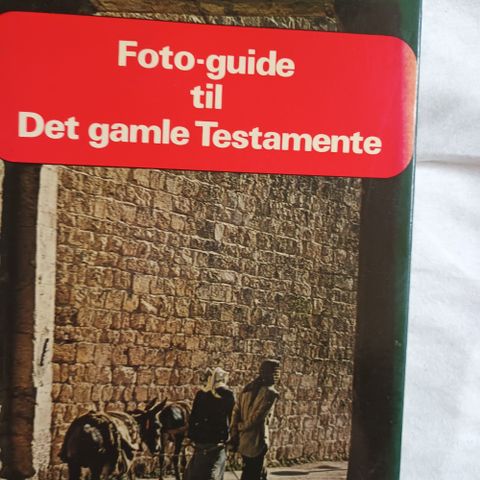 Foto-guide
til
Det gamle Testamente